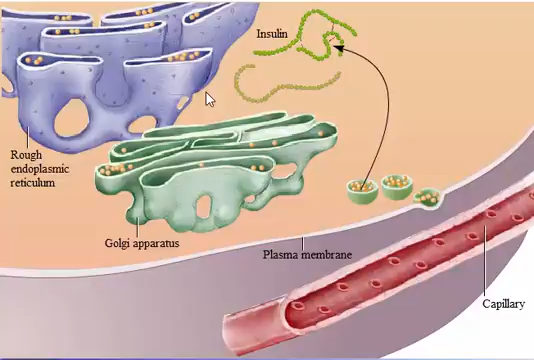 Insulin
Rough
endoplasmic
reticulum
Golgi apparatus
Plasma membrane
Capillary